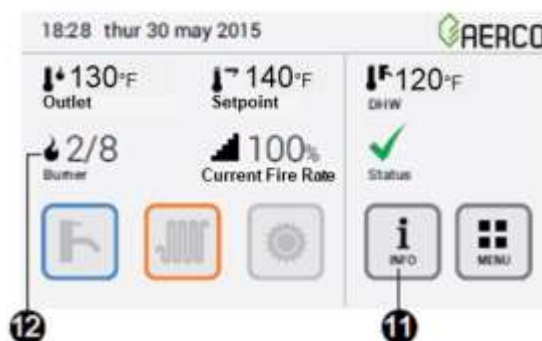 18:28 thur 30 may 2015
AERCO
130°F
Outlet
140°F
Setpoint
120°F
DHW
2/8
Burner
100%
Current Fire Rate
Status
i
INFO
MENU
12
11